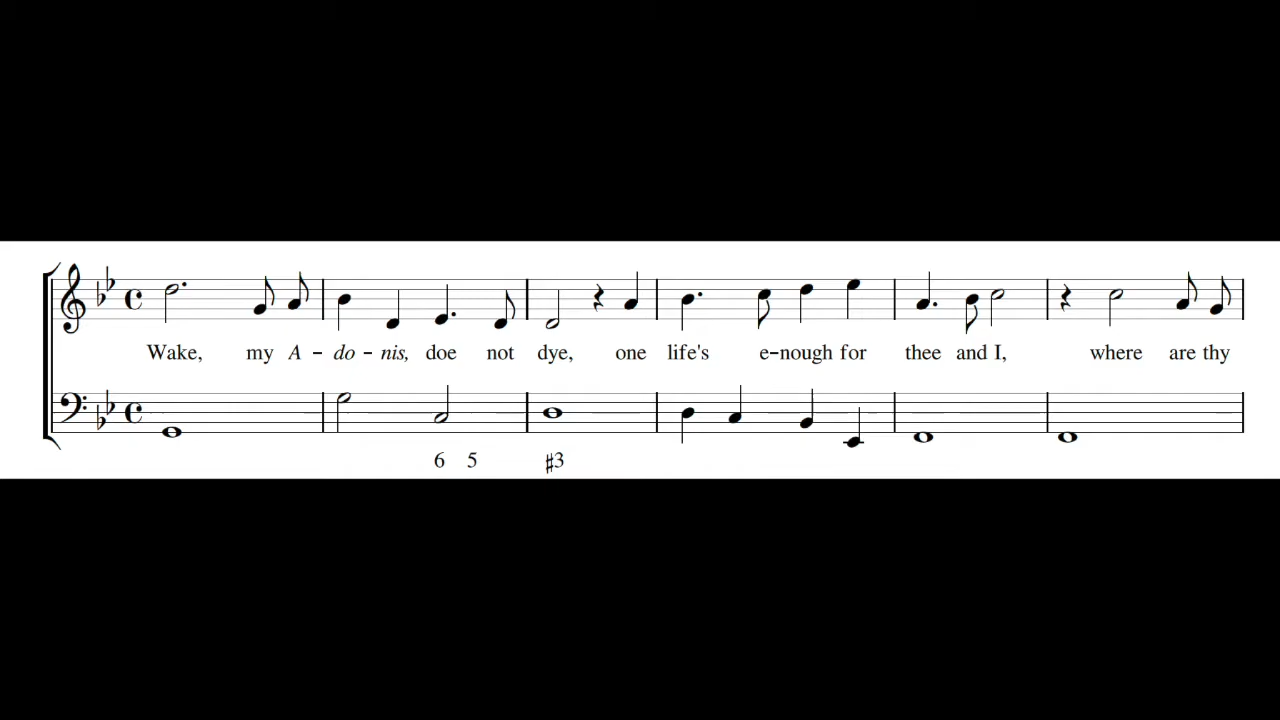 Wake, my A - do - nis, doe not dye, one life's e-nough for thee and I, where are thy
6 5 #3